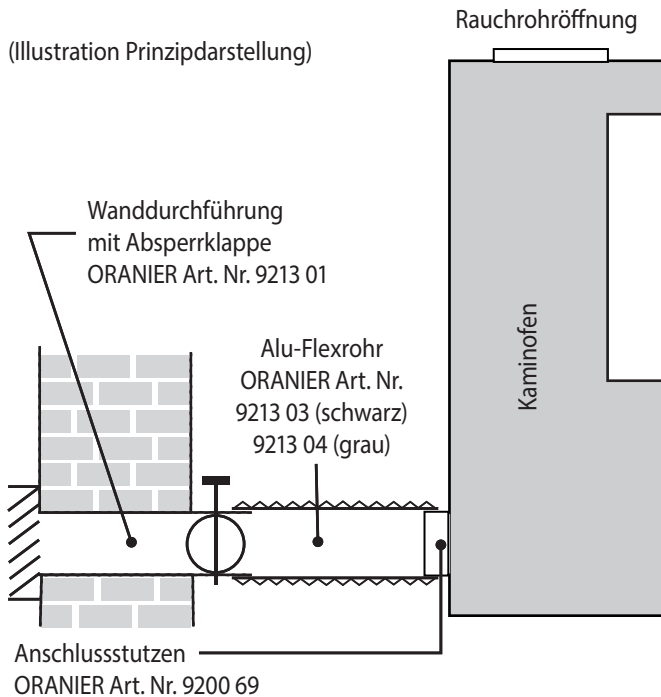 Rauchrohröffnung
(Illustration Prinzipdarstellung)
Wanddurchführung
mit Absperrklappe
ORANIER Art. Nr. 9213 01
Alu-Flexrohr
ORANIER Art. Nr.
9213 03 (schwarz)
9213 04 (grau)
Kaminofen
Anschlussstutzen
ORANIER Art. Nr. 9200 69